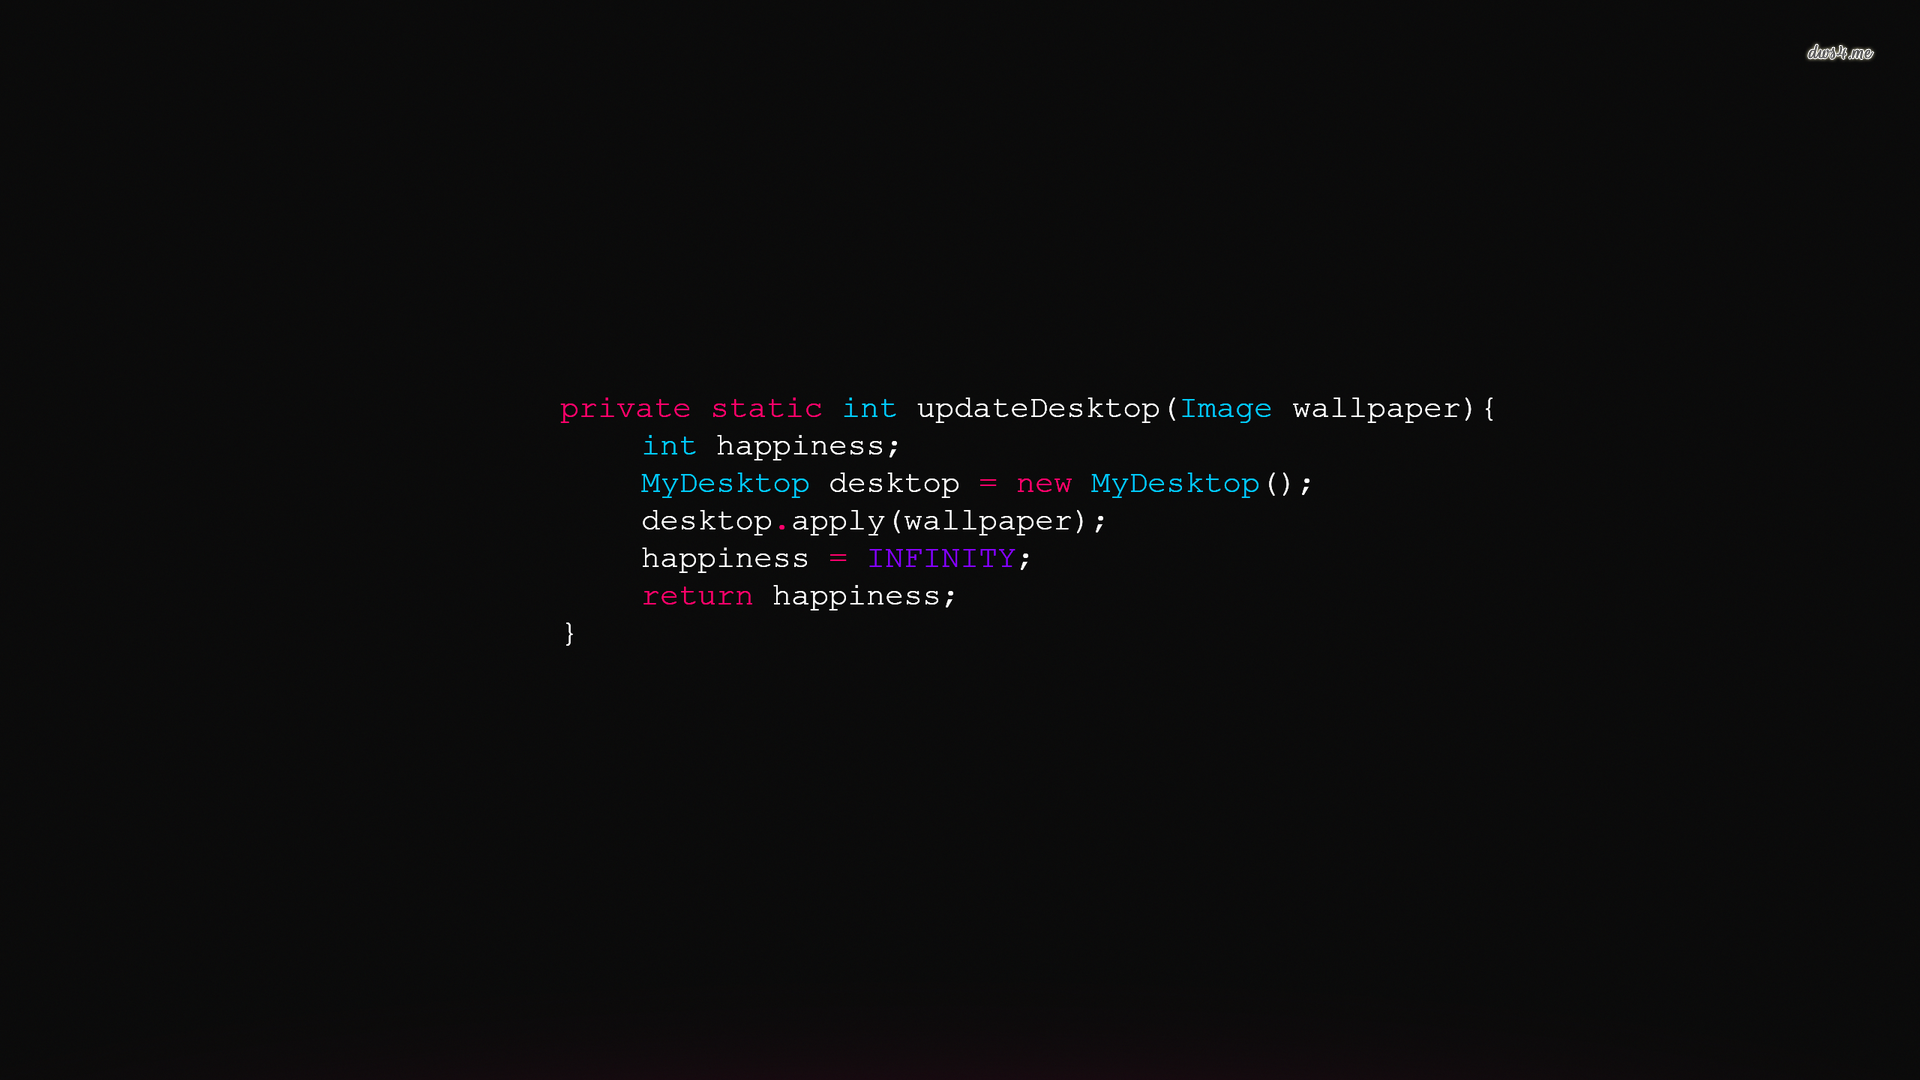 dws4.me
private static int updateDesktop(Image wallpaper){
int happiness;
MyDesktop desktop = new MyDesktop();
desktop.apply(wallpaper);
happiness = INFINITY;
return happiness;
}